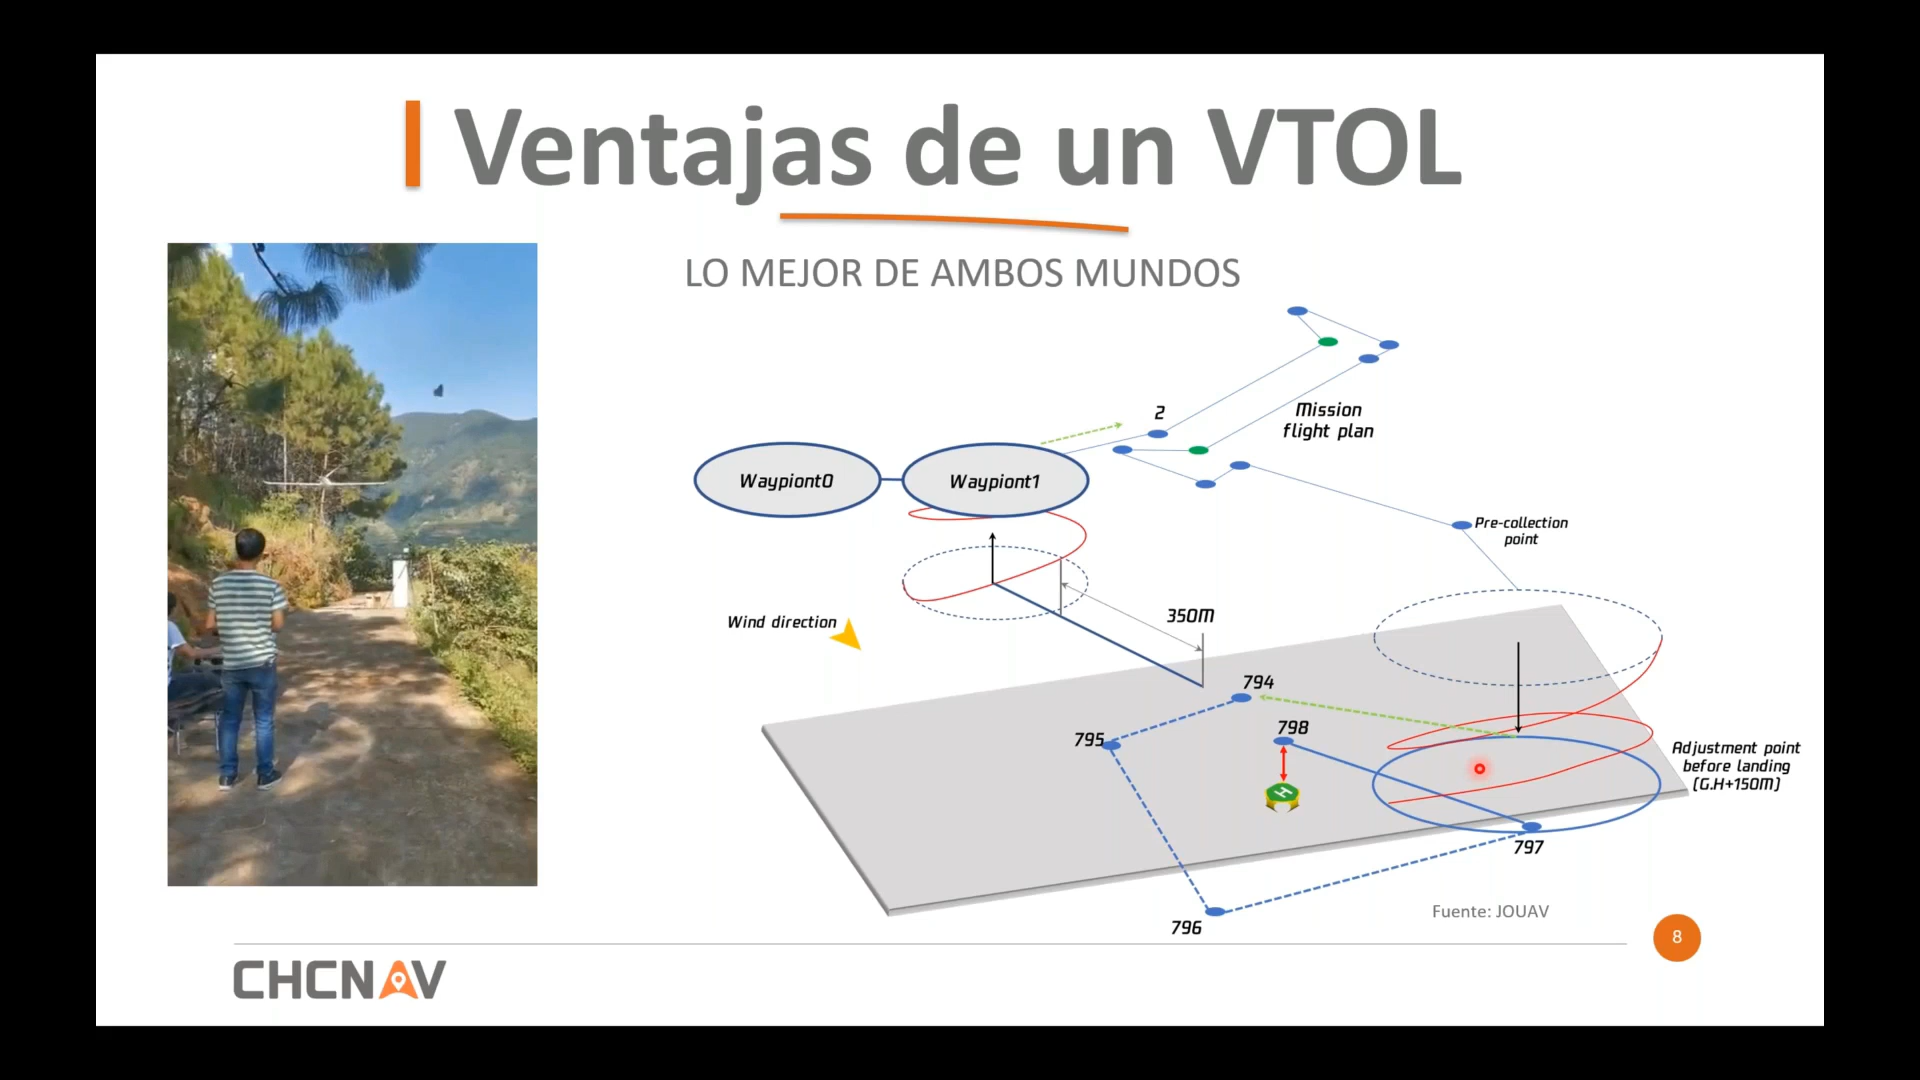 Ventajas de un VTOL
LO MEJOR DE AMBOS MUNDOS
2
Mission
flight plan
Waypiont0
Waypiont1
Pre-collection
point
Wind direction
350M
794
798
795
Adjustment point
before landing
(G.H+150M)
797
796
H
Fuente: JOUAV
8
CHCNAV